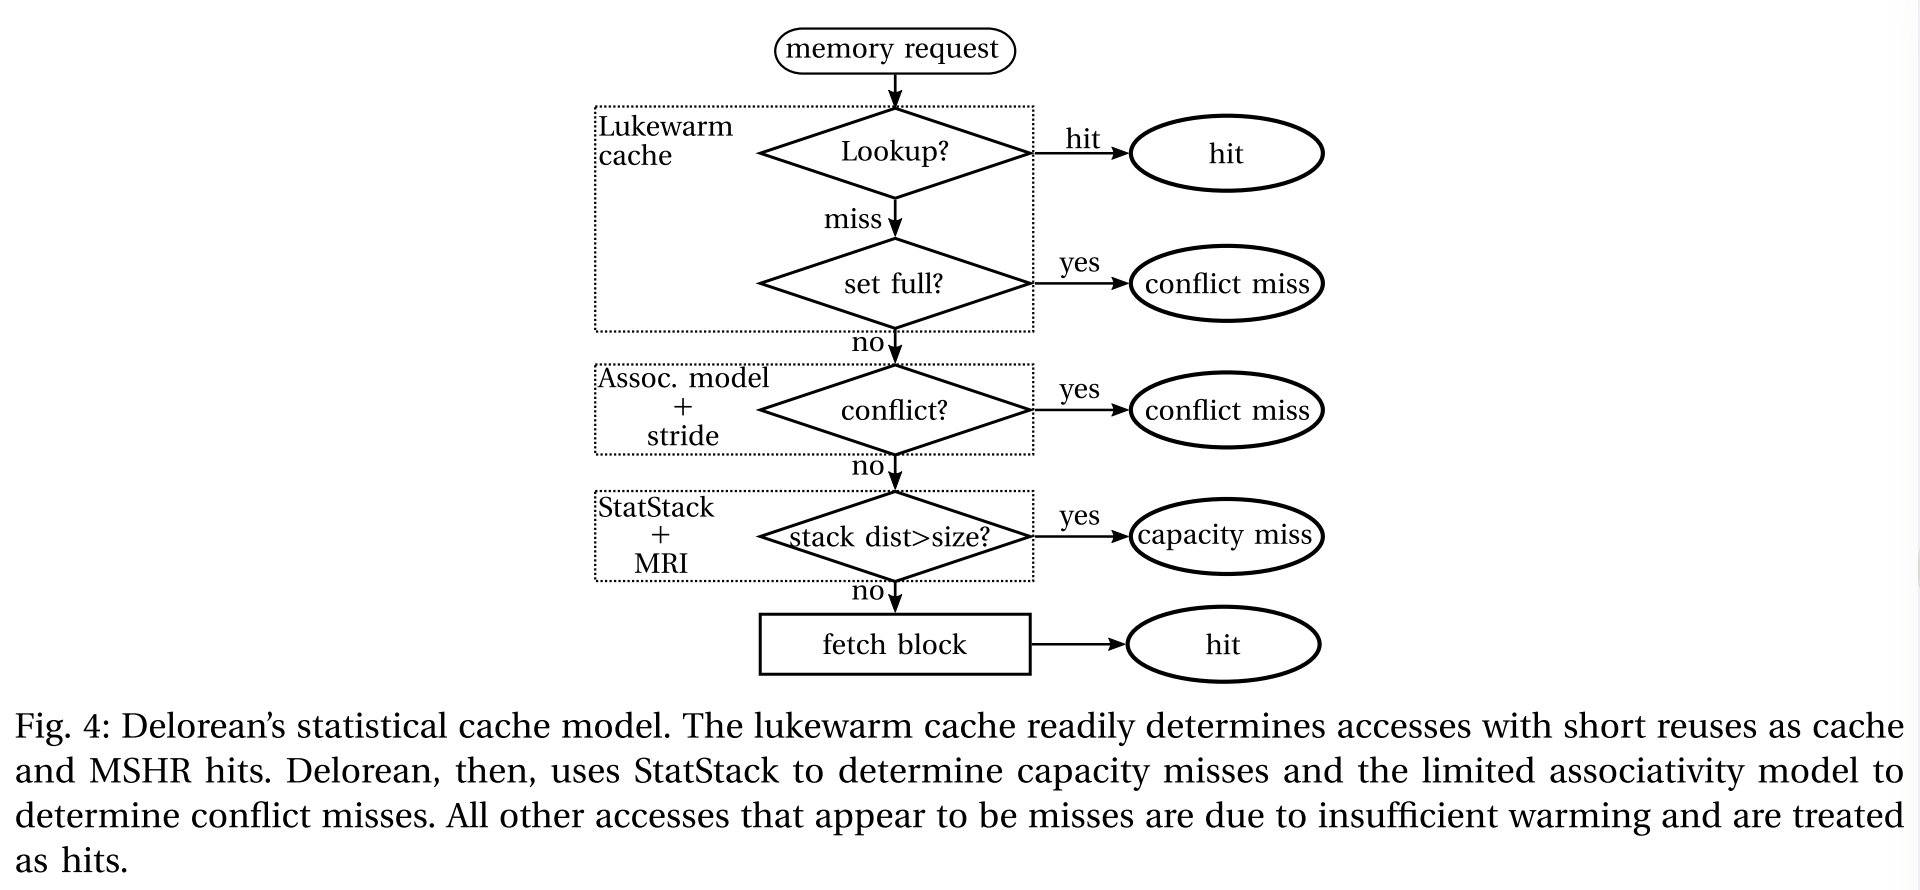 memory request
Lukewarm
cache
Lookup?
hit
hit
miss
set full?
yes
conflict miss
no
Assoc. model
+
stride
conflict?
yes
conflict miss
no
StatStack
+
MRI
stack dist>size?
yes
capacity miss
no
fetch block
hit
Fig. 4: Delorean’s statistical cache model. The lukewarm cache readily determines accesses with short reuses as cache
and MSHR hits. Delorean, then, uses StatStack to determine capacity misses and the limited associativity model to
determine conflict misses. All other accesses that appear to be misses are due to insufficient warming and are treated
as hits.